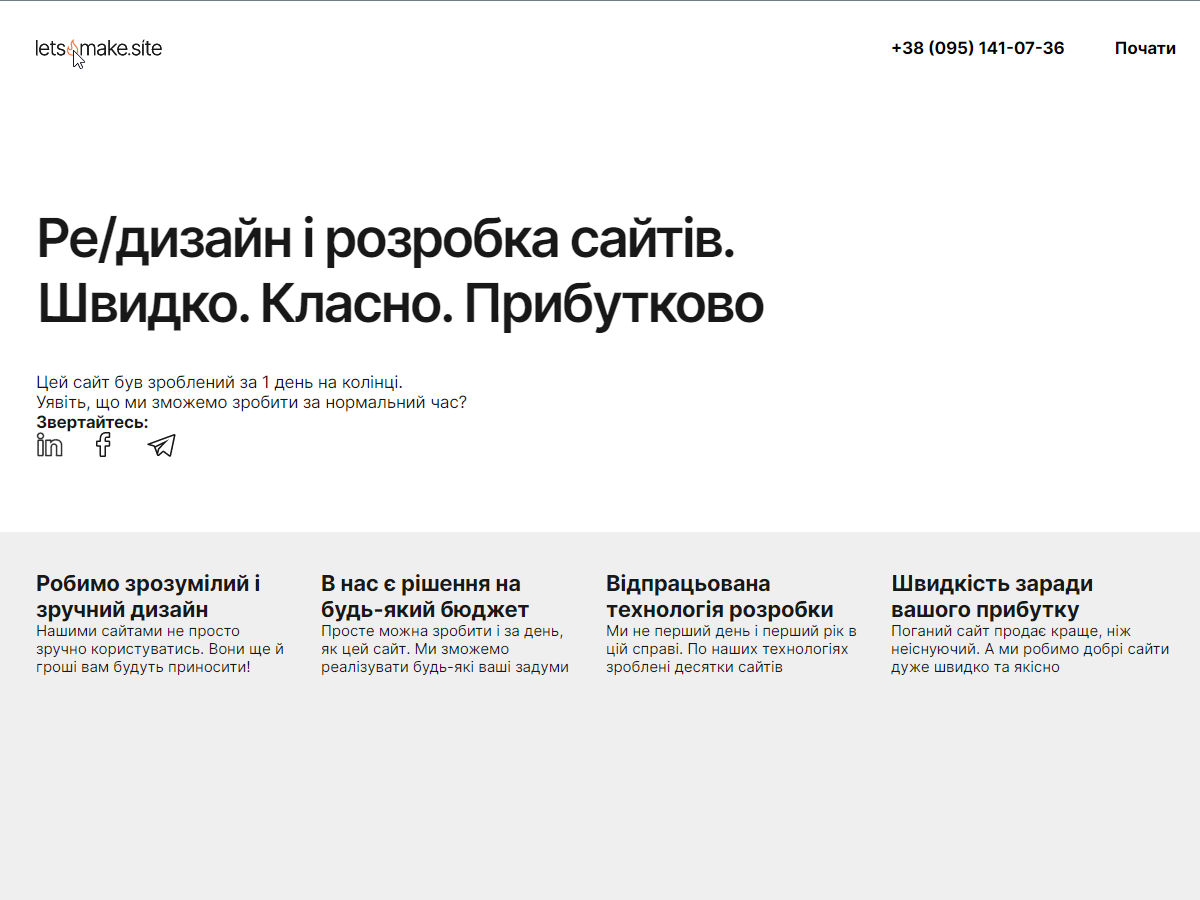 lets make.site
+38 (095) 141-07-36
Почати
Ре/дизайн і розробка сайтів.
Швидко. Класно. Прибутково
Цей сайт був зроблений за 1 день на колінці.
Уявіть, що ми зможемо зробити за нормальний час?
Звертайтесь:
in f
Робимо зрозумілий і
зручний дизайн
Нашими сайтами не просто
зручно користуватись. Вони ще й
гроші вам будуть приносити!
В нас є рішення на
будь-який бюджет
Просте можна зробити і за день,
як цей сайт. Ми зможемо
реалізувати будь-які ваші задуми
Відпрацьована
технологія розробки
Ми не перший день і перший рік в
цій справі. По наших технологіях
зроблені десятки сайтів
Швидкість заради
вашого прибутку
Поганий сайт продає краще, ніж
неіснуючий. А ми робимо добрі сайти
дуже швидко та якісно